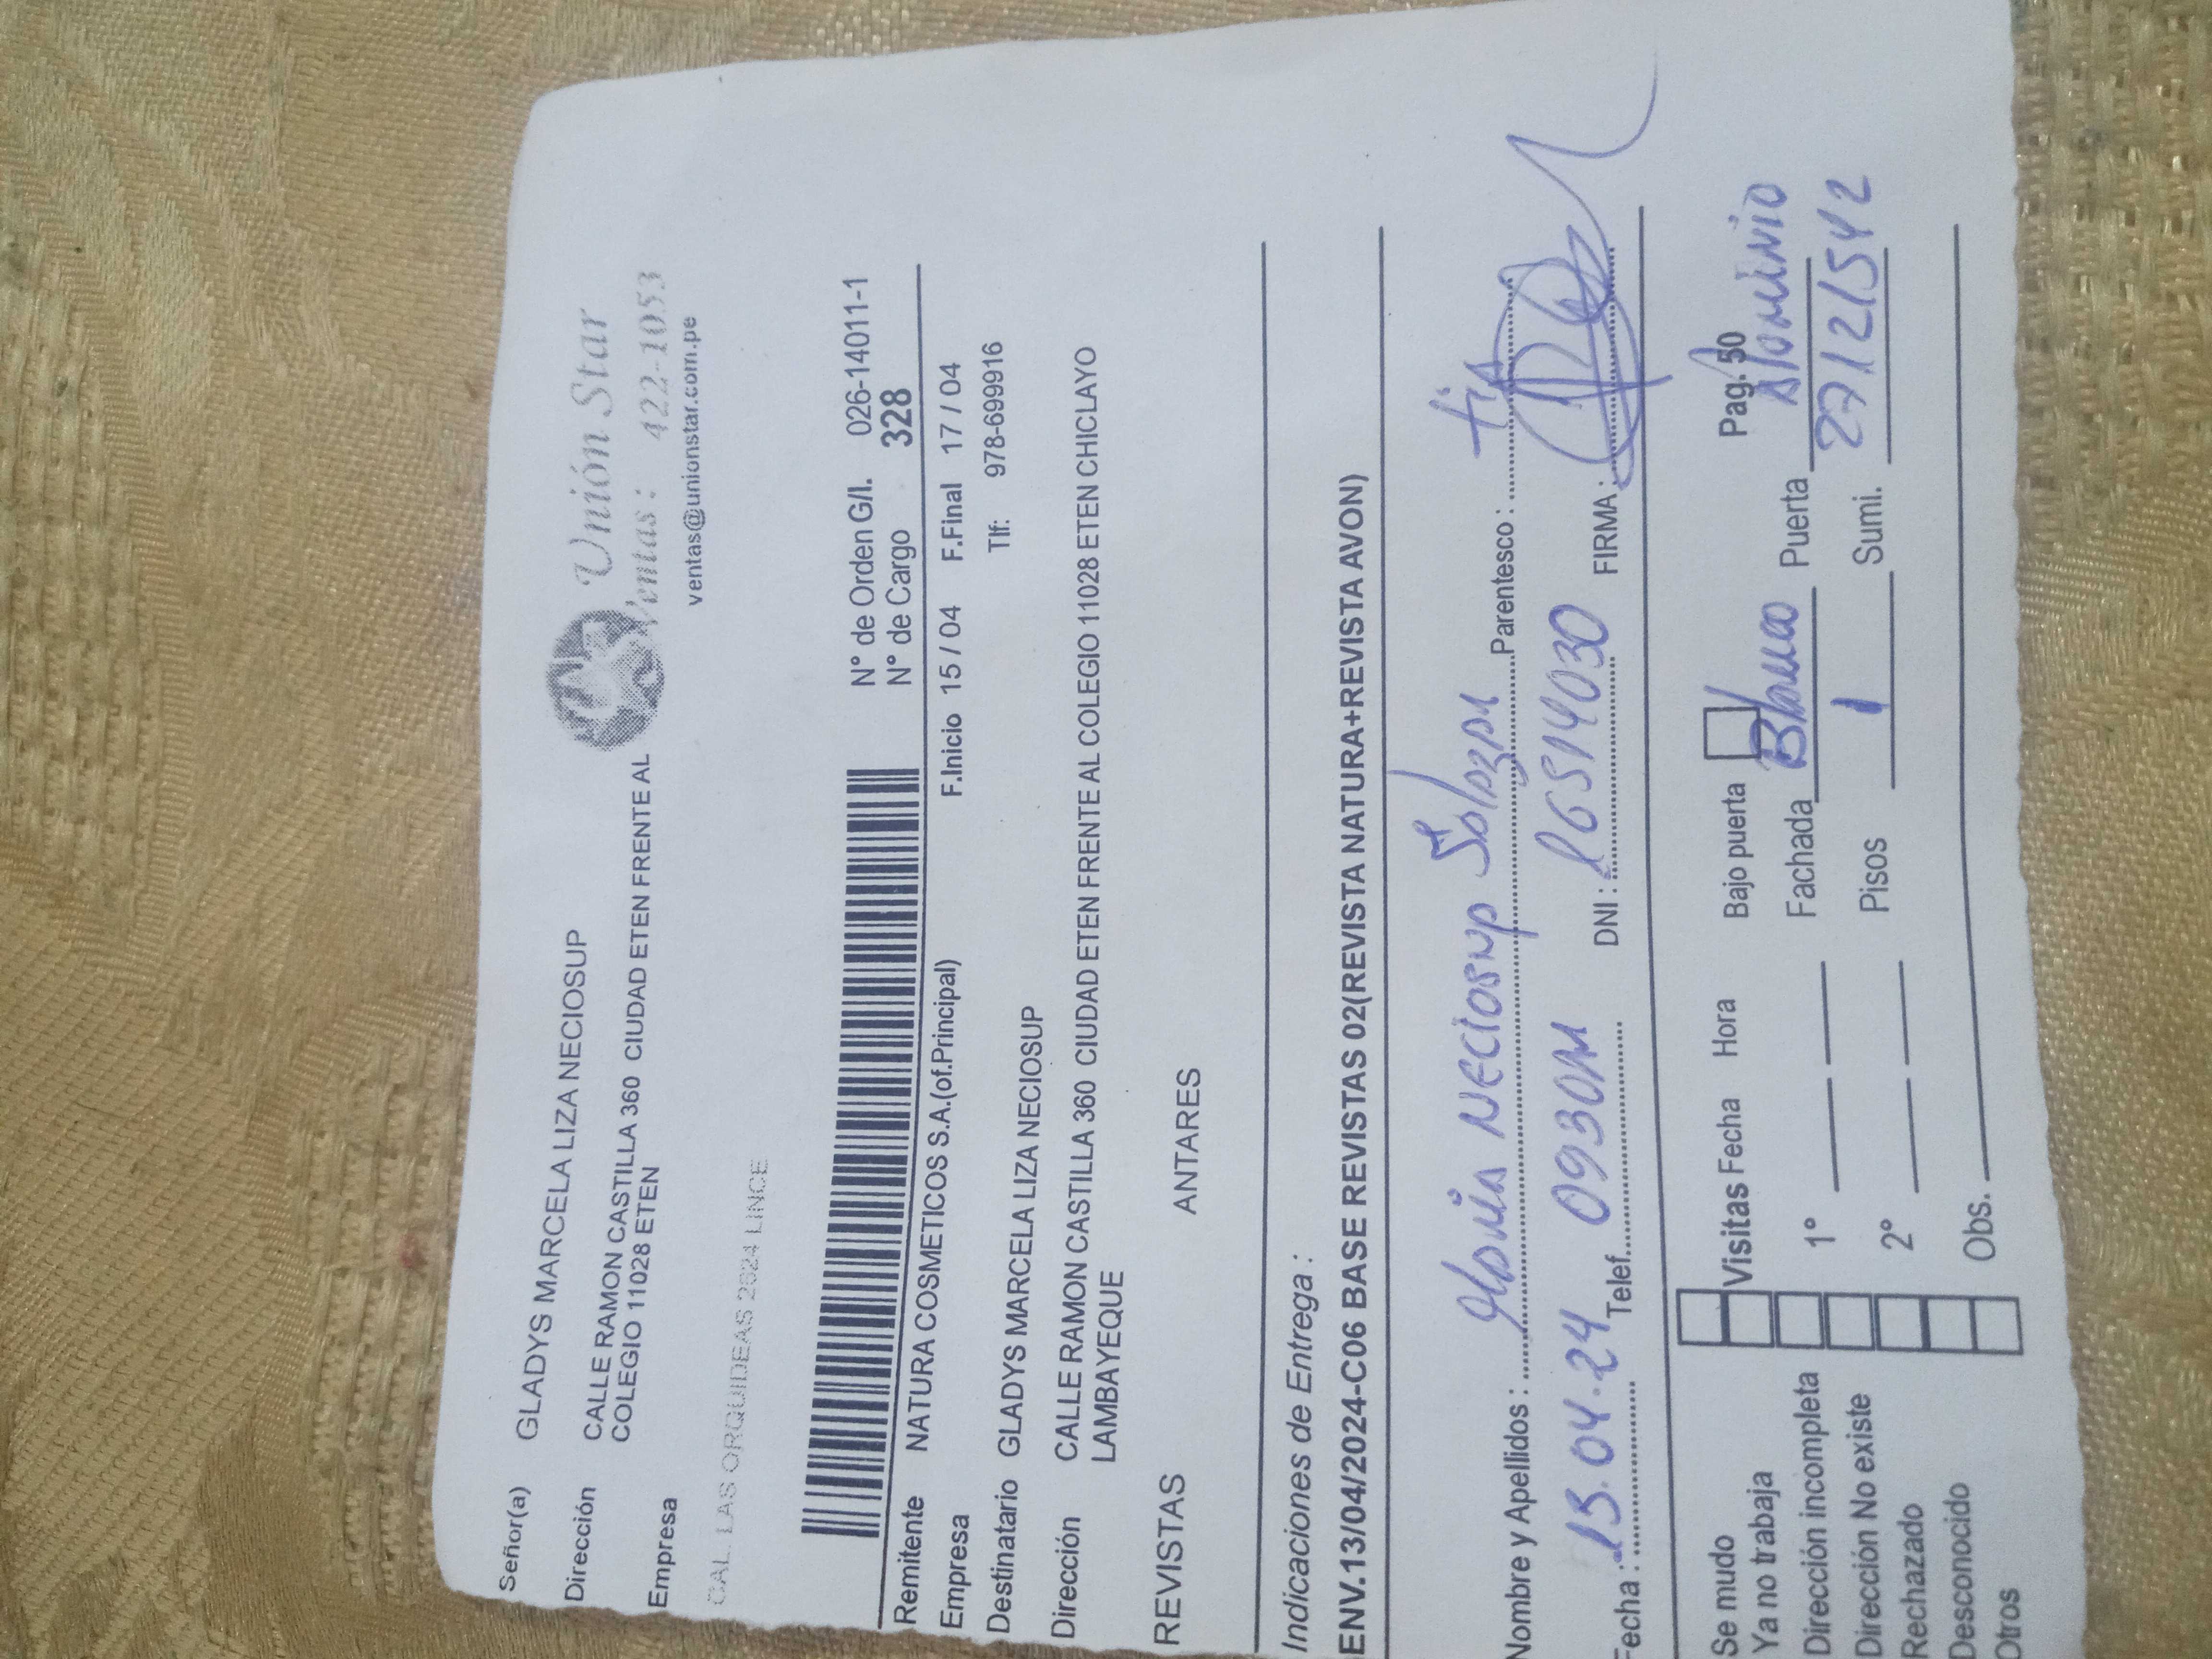 Señor(a) GLADYS MARCELA LIZA NECIOSUP
Dirección CALLE RAMON CASTILLA 360 CIUDAD ETEN FRENTE AL
COLEGIO 11028 ETEN
Empresa
Unión Star
Ventas : 422-1053
ventas@unionstar.com.pe
CAL. LAS ORQUIDEAS 2624 LINCE
N° de Orden G/I. 026-14011-1
N° de Cargo 328
Remitente NATURA COSMETICOS S.A.(of.Principal) F.Inicio 15 / 04 F.Final 17 / 04
Empresa
Destinatario GLADYS MARCELA LIZA NECIOSUP Tlf: 978-699916
Dirección CALLE RAMON CASTILLA 360 CIUDAD ETEN FRENTE AL COLEGIO 11028 ETEN CHICLAYO
LAMBAYEQUE
REVISTAS ANTARES
Indicaciones de Entrega :
ENV.13/04/2024-C06 BASE REVISTAS 02(REVISTA NATURA+REVISTA AVON)
Nombre y Apellidos : Neciosup Parentesco : tia
Fecha : 13.04.24 Telef. 0930M DNI : FIRMA :
Pag. 50
Se mudo Visitas Fecha Hora Bajo puerta
Ya no trabaja 1° Fachada Blanco Puerta Aluminio
Dirección incompleta 2° Pisos 1 Sumi. 27121542
Dirección No existe
Rechazado Obs.
Desconocido
Otros